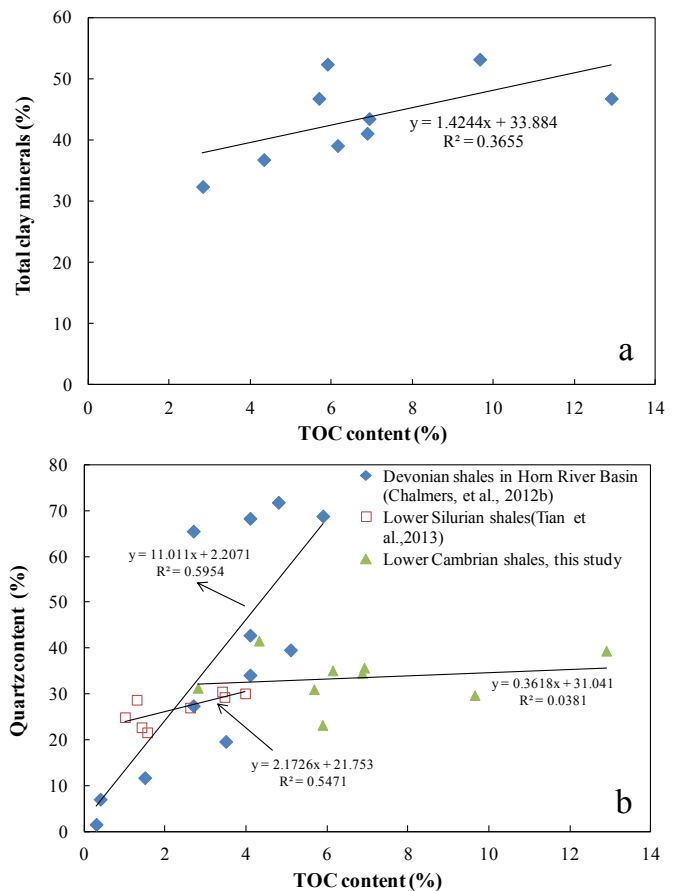 60
50
40
30
20
10
0
Total clay minerals (%)
y = 1.4244x + 33.884
R² = 0.3655
a
0 2 4 6 8 10 12 14
TOC content (%)
80
70
60
50
40
30
20
10
0
Quartz content (%)
Devonian shales in Horn River Basin
(Chalmers, et al., 2012b)
Lower Silurian shales(Tian et
al.,2013)
Lower Cambrian shales, this study
y = 11.011x + 2.2071
R² = 0.5954
y = 0.3618x + 31.041
R² = 0.0381
y = 2.1726x + 21.753
R² = 0.5471
b
0 2 4 6 8 10 12 14
TOC content (%)